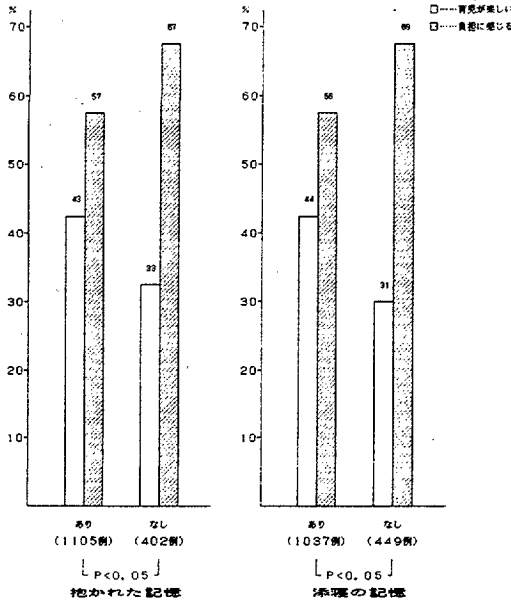 □……育児が楽しい
▨……負担に感じる
%
70
60
50
40
30
20
10
43
57
33
67
あり
(1105例)
なし
(402例)
P<0.05
抱かれた記憶
%
70
60
50
40
30
20
10
44
56
31
69
あり
(1037例)
なし
(449例)
P<0.05
添寝の記憶